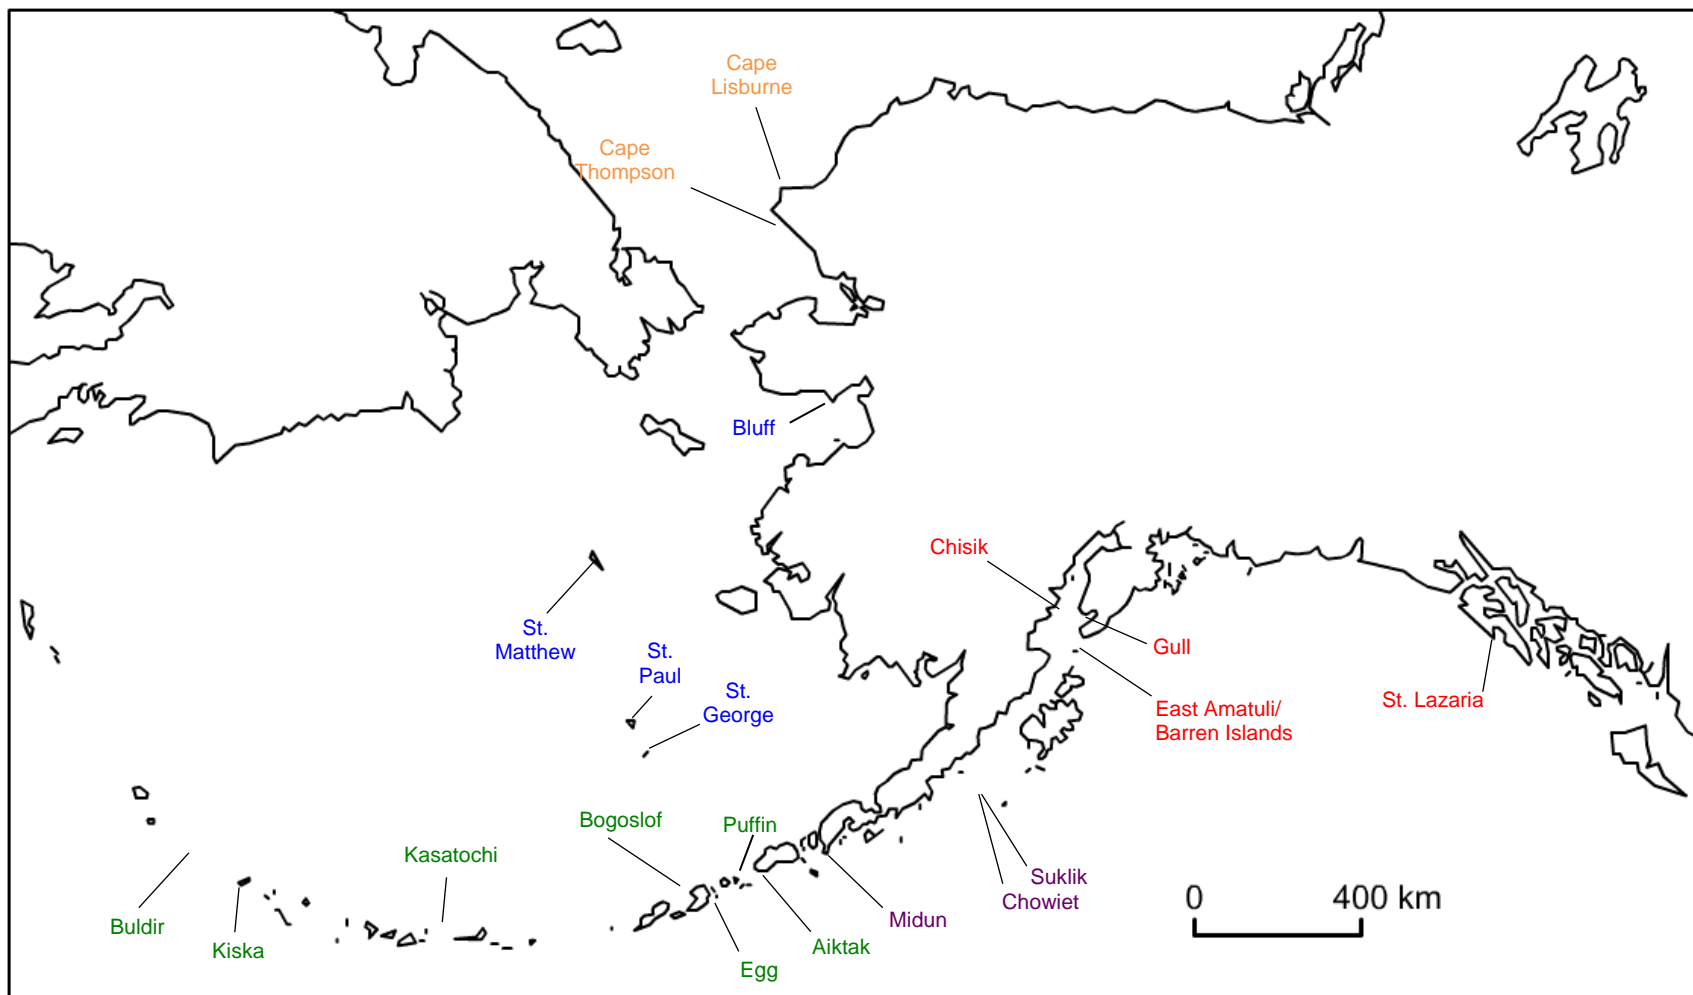 Cape
Lisburne
Cape
Thompson
Bluff
Chisik
St.
Matthew
St.
Paul
Gull
St.
George
St. Lazaria
East Amatuli/
Barren Islands
Bogoslof
Puffin
Kasatochi
Suklik
Chowiet
0 400 km
Buldir
Midun
Kiska
Aiktak
Egg